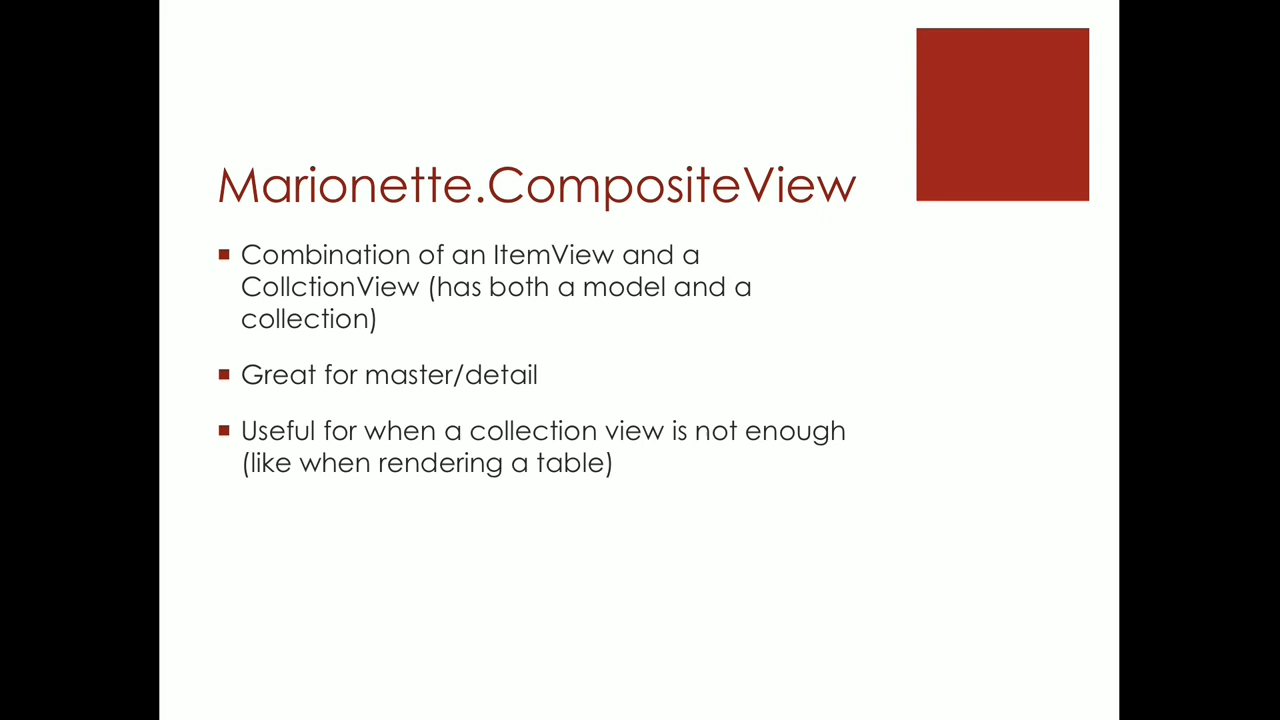 Marionette.CompositeView
Combination of an ItemView and a
CollctionView (has both a model and a
collection)
Great for master/detail
Useful for when a collection view is not enough
(like when rendering a table)